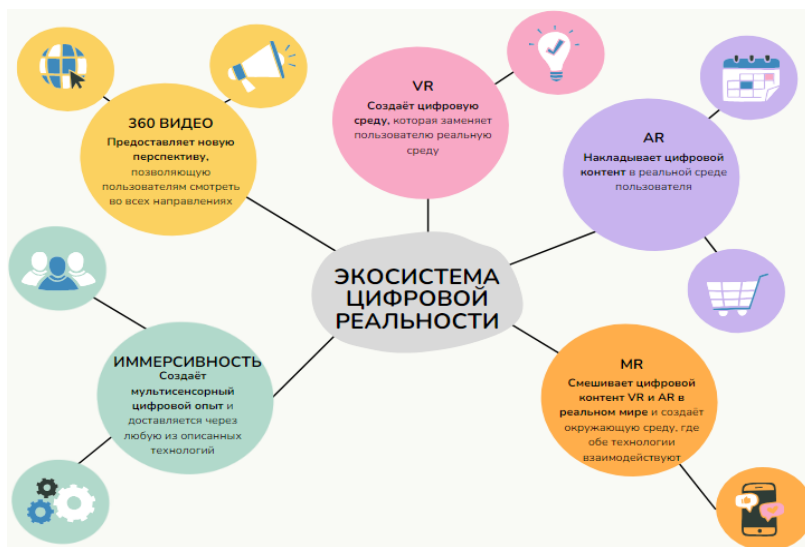 360 ВИДЕО
Предоставляет новую
перспективу,
позволяющую
пользователям смотреть
во всех направлениях
VR
Создаёт цифровую
среду, которая заменяет
пользователю реальную
среду
AR
Накладывает цифровой
контент в реальной среде
пользователя
ЭКОСИСТЕМА
ЦИФРОВОЙ
РЕАЛЬНОСТИ
ИММЕРСИВНОСТЬ
Создаёт
мультисенсорный
цифровой опыт и
доставляется через
любую из описанных
технологий
MR
Смешивает цифровой
контент VR и AR в
реальном мире и создаёт
окружающую среду, где
обе технологии
взаимодействуют